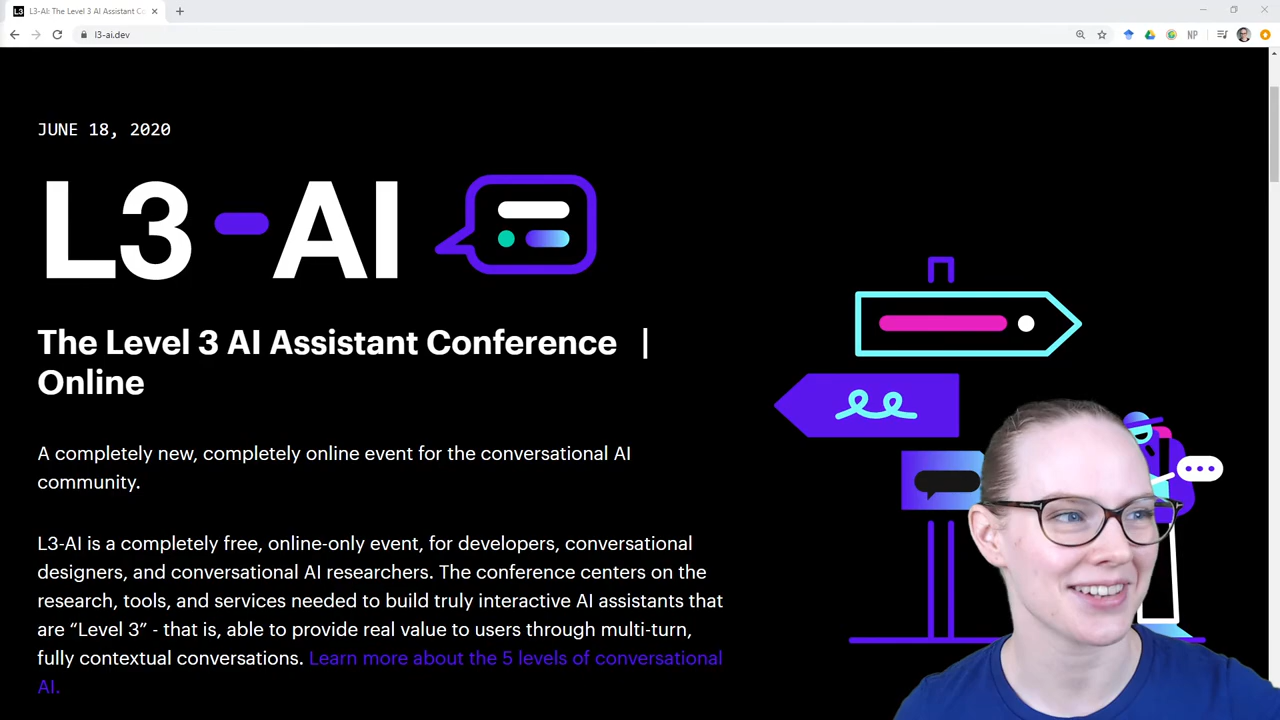 L3-AI: The Level 3 AI Assistant Co
l3-ai.dev
NP
JUNE 18, 2020
L3-AI
The Level 3 AI Assistant Conference |
Online
A completely new, completely online event for the conversational AI
community.
L3-AI is a completely free, online-only event, for developers, conversational
designers, and conversational AI researchers. The conference centers on the
research, tools, and services needed to build truly interactive AI assistants that
are “Level 3” - that is, able to provide real value to users through multi-turn,
fully contextual conversations. Learn more about the 5 levels of conversational
AI.